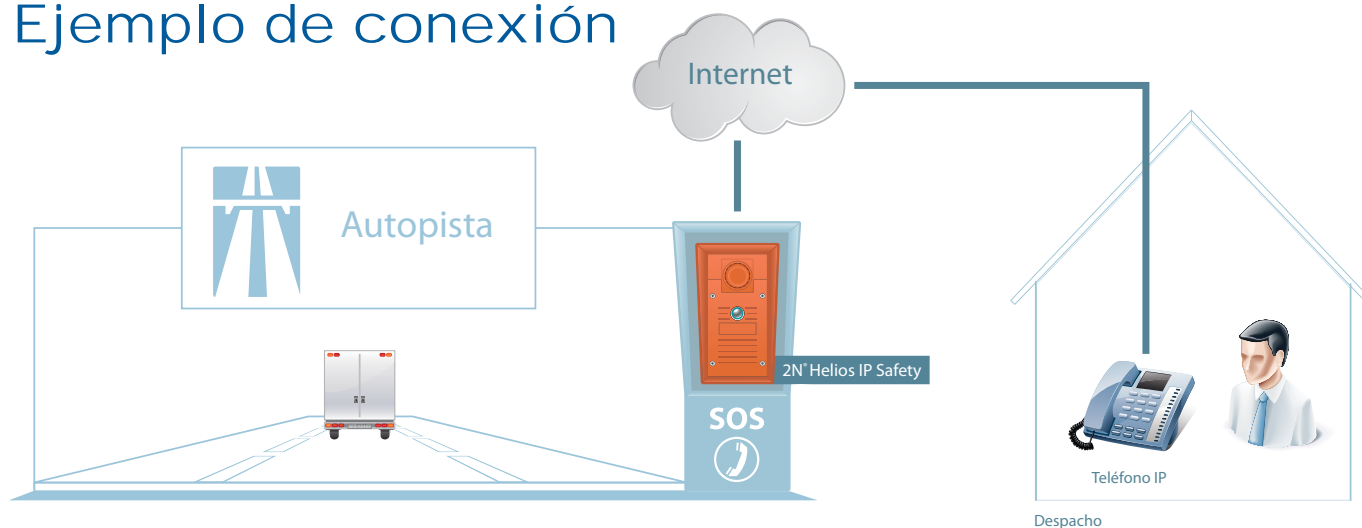 Ejemplo de conexión
Internet
Autopista
2N® Helios IP Safety
SOS
Teléfono IP
Despacho